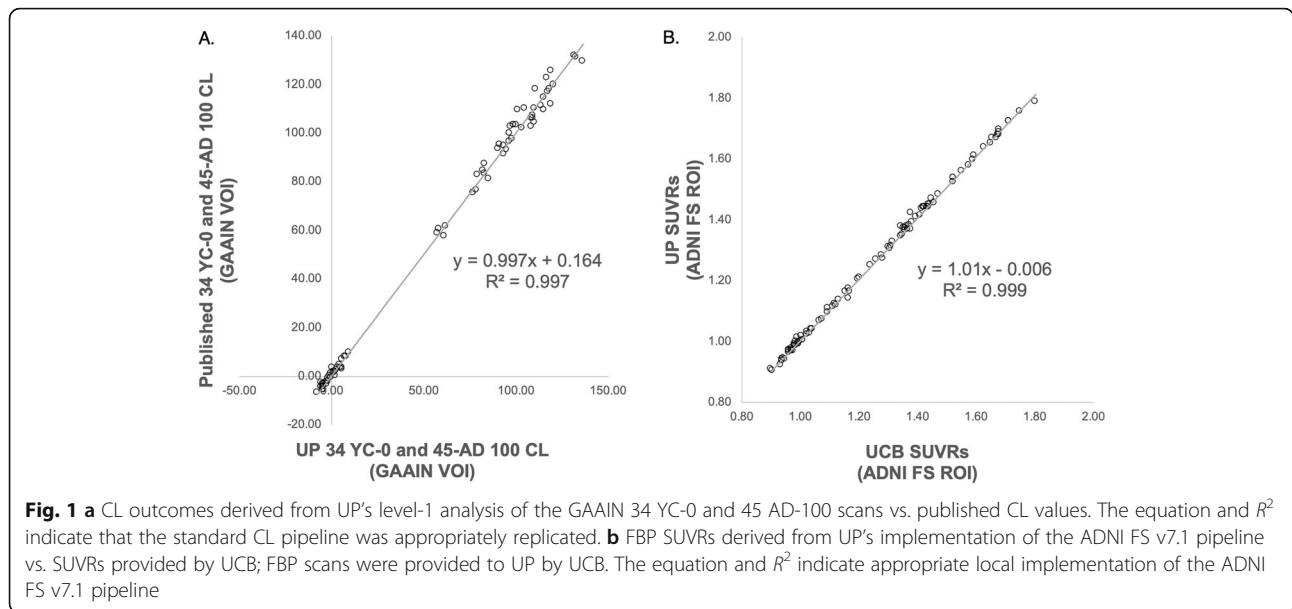 A.
140.00
120.00
100.00
80.00
60.00
40.00
20.00
0.00
-20.00
-50.00
0.00
50.00
100.00
150.00
Published 34 YC-0 and 45-AD 100 CL
(GAAIN VOI)
y = 0.997x + 0.164
R² = 0.997
UP 34 YC-0 and 45-AD 100 CL
(GAAIN VOI)
B.
2.00
1.80
1.60
1.40
1.20
1.00
0.80
0.80
1.00
1.20
1.40
1.60
1.80
2.00
UP SUVRs
(ADNI FS ROI)
y = 1.01x - 0.006
R² = 0.999
UCB SUVRs
(ADNI FS ROI)
Fig. 1 a CL outcomes derived from UP's level-1 analysis of the GAAIN 34 YC-0 and 45 AD-100 scans vs. published CL values. The equation and R²
indicate that the standard CL pipeline was appropriately replicated. b FBP SUVRs derived from UP's implementation of the ADNI FS v7.1 pipeline
vs. SUVRs provided by UCB; FBP scans were provided to UP by UCB. The equation and R² indicate appropriate local implementation of the ADNI
FS v7.1 pipeline